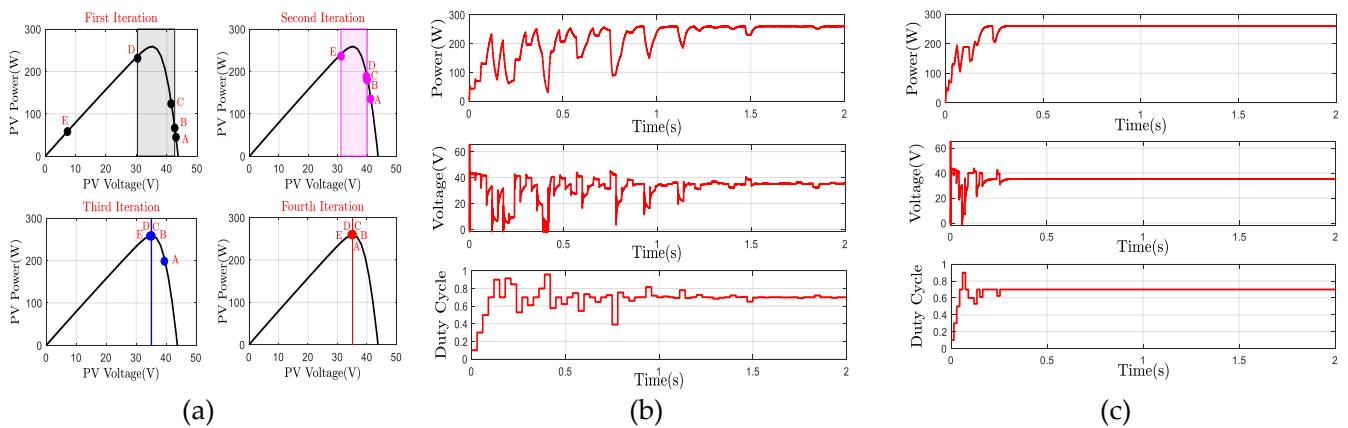 First Iteration
300
200
100
0
PV Power(W)
D
C
B
A
E
0 10 20 30 40 50
PV Voltage(V)
Second Iteration
300
200
100
0
PV Power(W)
E
D
C
B
A
0 10 20 30 40 50
PV Voltage(V)
Third Iteration
300
200
100
0
PV Power(W)
D C
E B
A
0 10 20 30 40 50
PV Voltage(V)
Fourth Iteration
300
200
100
0
PV Power(W)
D C
E B
A
0 10 20 30 40 50
PV Voltage(V)
(a)
300
200
100
0
Power(W)
0 0.5 1 1.5 2
Time(s)
60
40
20
0
Voltage(V)
0 0.5 1 1.5 2
Time(s)
1
0.8
0.6
0.4
0.2
0
Duty Cycle
0 0.5 1 1.5 2
Time(s)
(b)
300
200
100
0
Power(W)
0 0.5 1 1.5 2
Time(s)
60
40
20
0
Voltage(V)
0 0.5 1 1.5 2
Time(s)
1
0.8
0.6
0.4
0.2
0
Duty Cycle
0 0.5 1 1.5 2
Time(s)
(c)